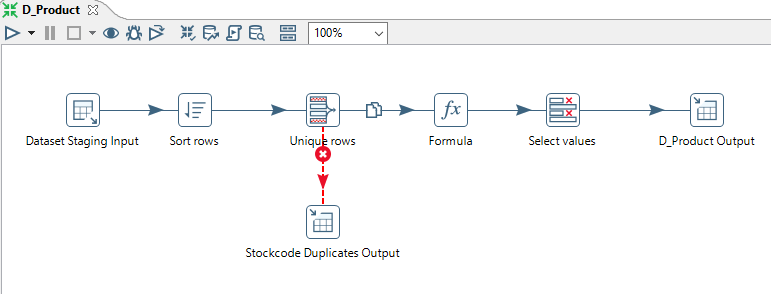 D_Product
100%
Dataset Staging Input
Sort rows
Unique rows
Formula
Select values
D_Product Output
Stockcode Duplicates Output